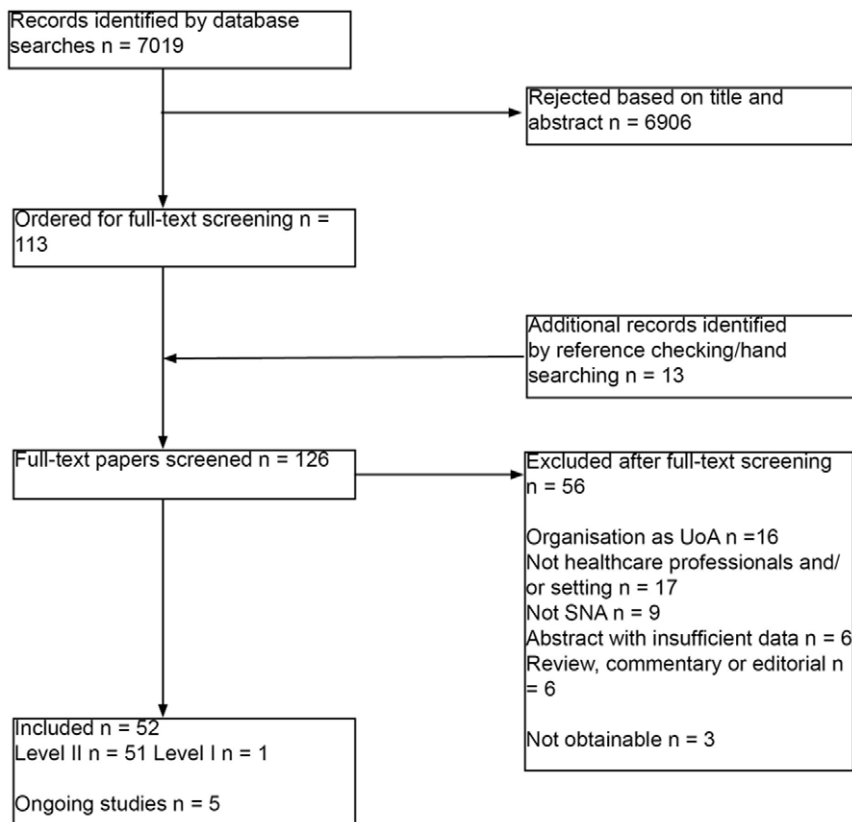 Records identified by database
searches n = 7019
Rejected based on title and
abstract n = 6906
Ordered for full-text screening n =
113
Additional records identified
by reference checking/hand
searching n = 13
Full-text papers screened n = 126
Excluded after full-text screening
n = 56
Organisation as UoA n =16
Not healthcare professionals and/
or setting n = 17
Not SNA n = 9
Abstract with insufficient data n = 6
Review, commentary or editorial n
= 6
Not obtainable n = 3
Included n = 52
Level II n = 51 Level I n = 1
Ongoing studies n = 5